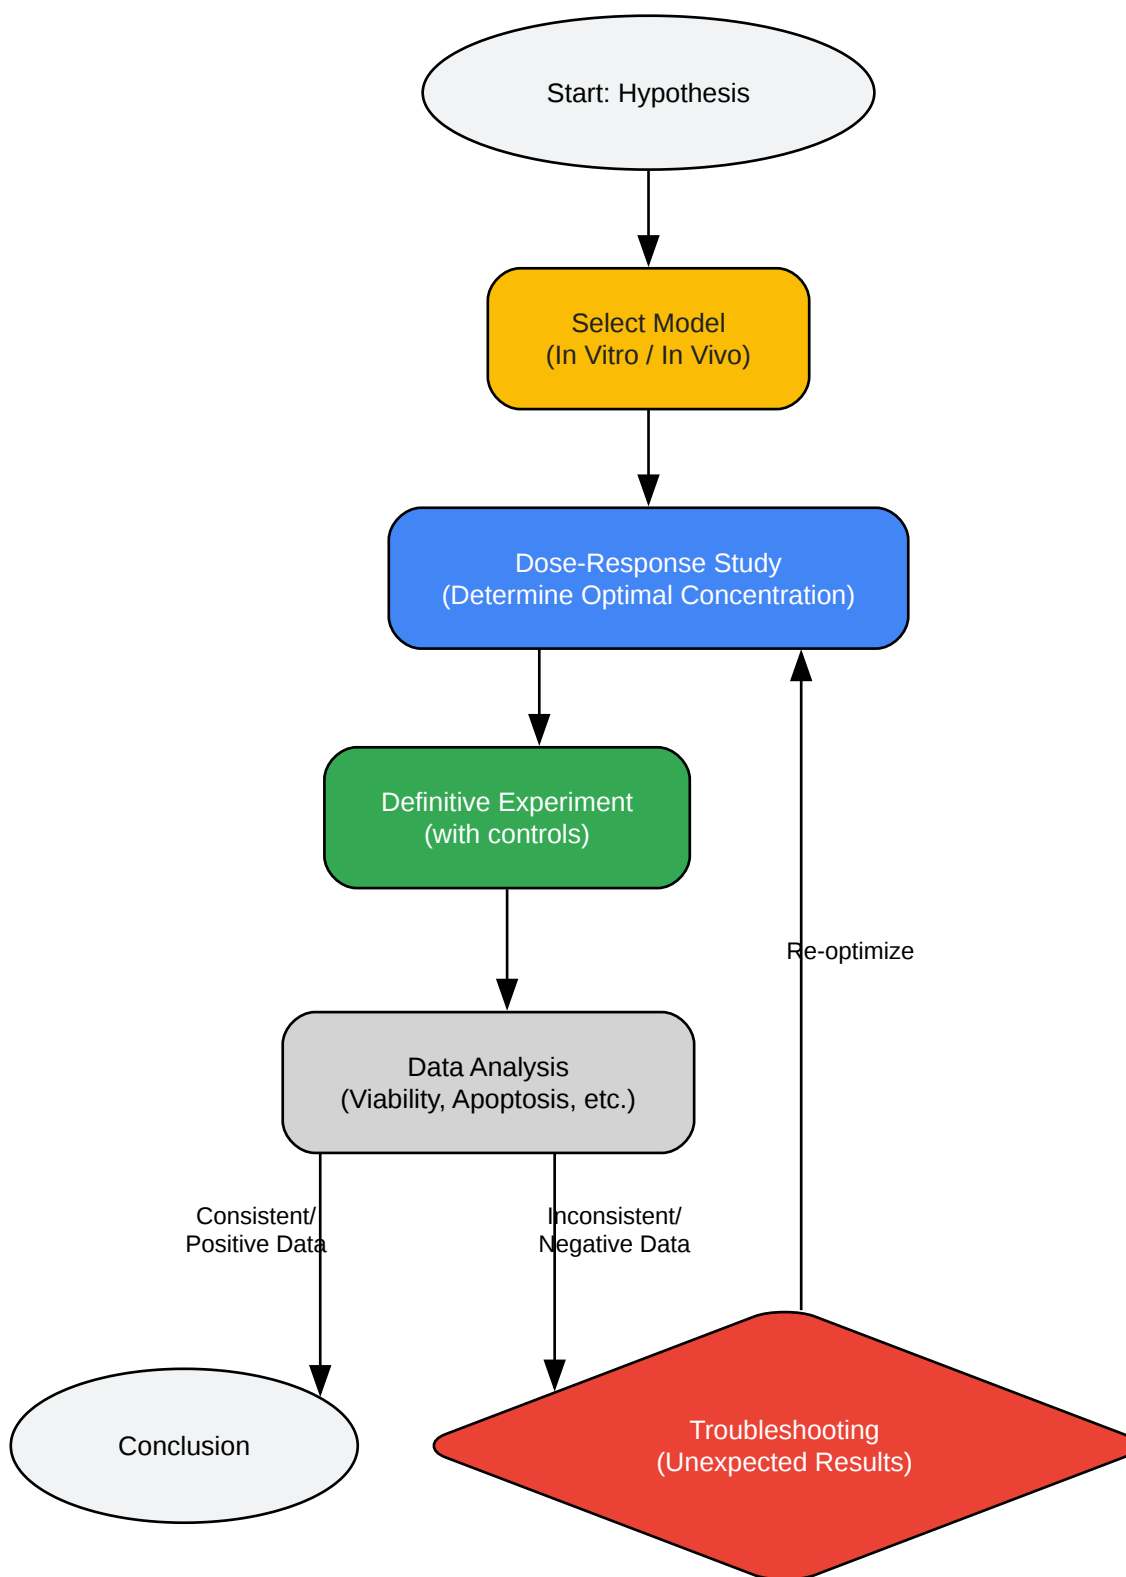 Start: Hypothesis
Select Model
(In Vitro / In Vivo)
Dose-Response Study
(Determine Optimal Concentration)
Definitive Experiment
(with controls)
Re-optimize
Data Analysis
(Viability, Apoptosis, etc.)
Consistent/
Positive Data
Inconsistent/
Negative Data
Conclusion
Troubleshooting
(Unexpected Results)